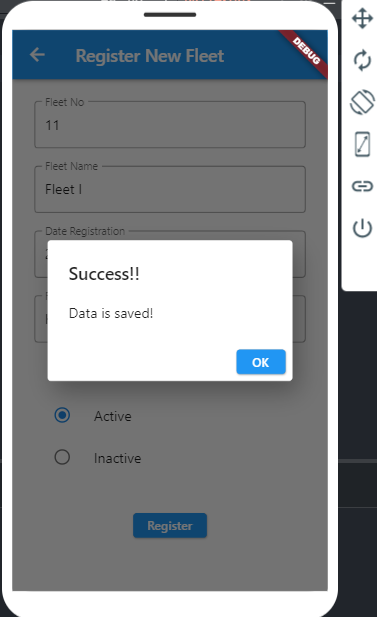 Register New Fleet
DEBUG
Fleet No
11
Fleet Name
Fleet I
Date Registration
Success!!
Data is saved!
OK
Active
Inactive
Register